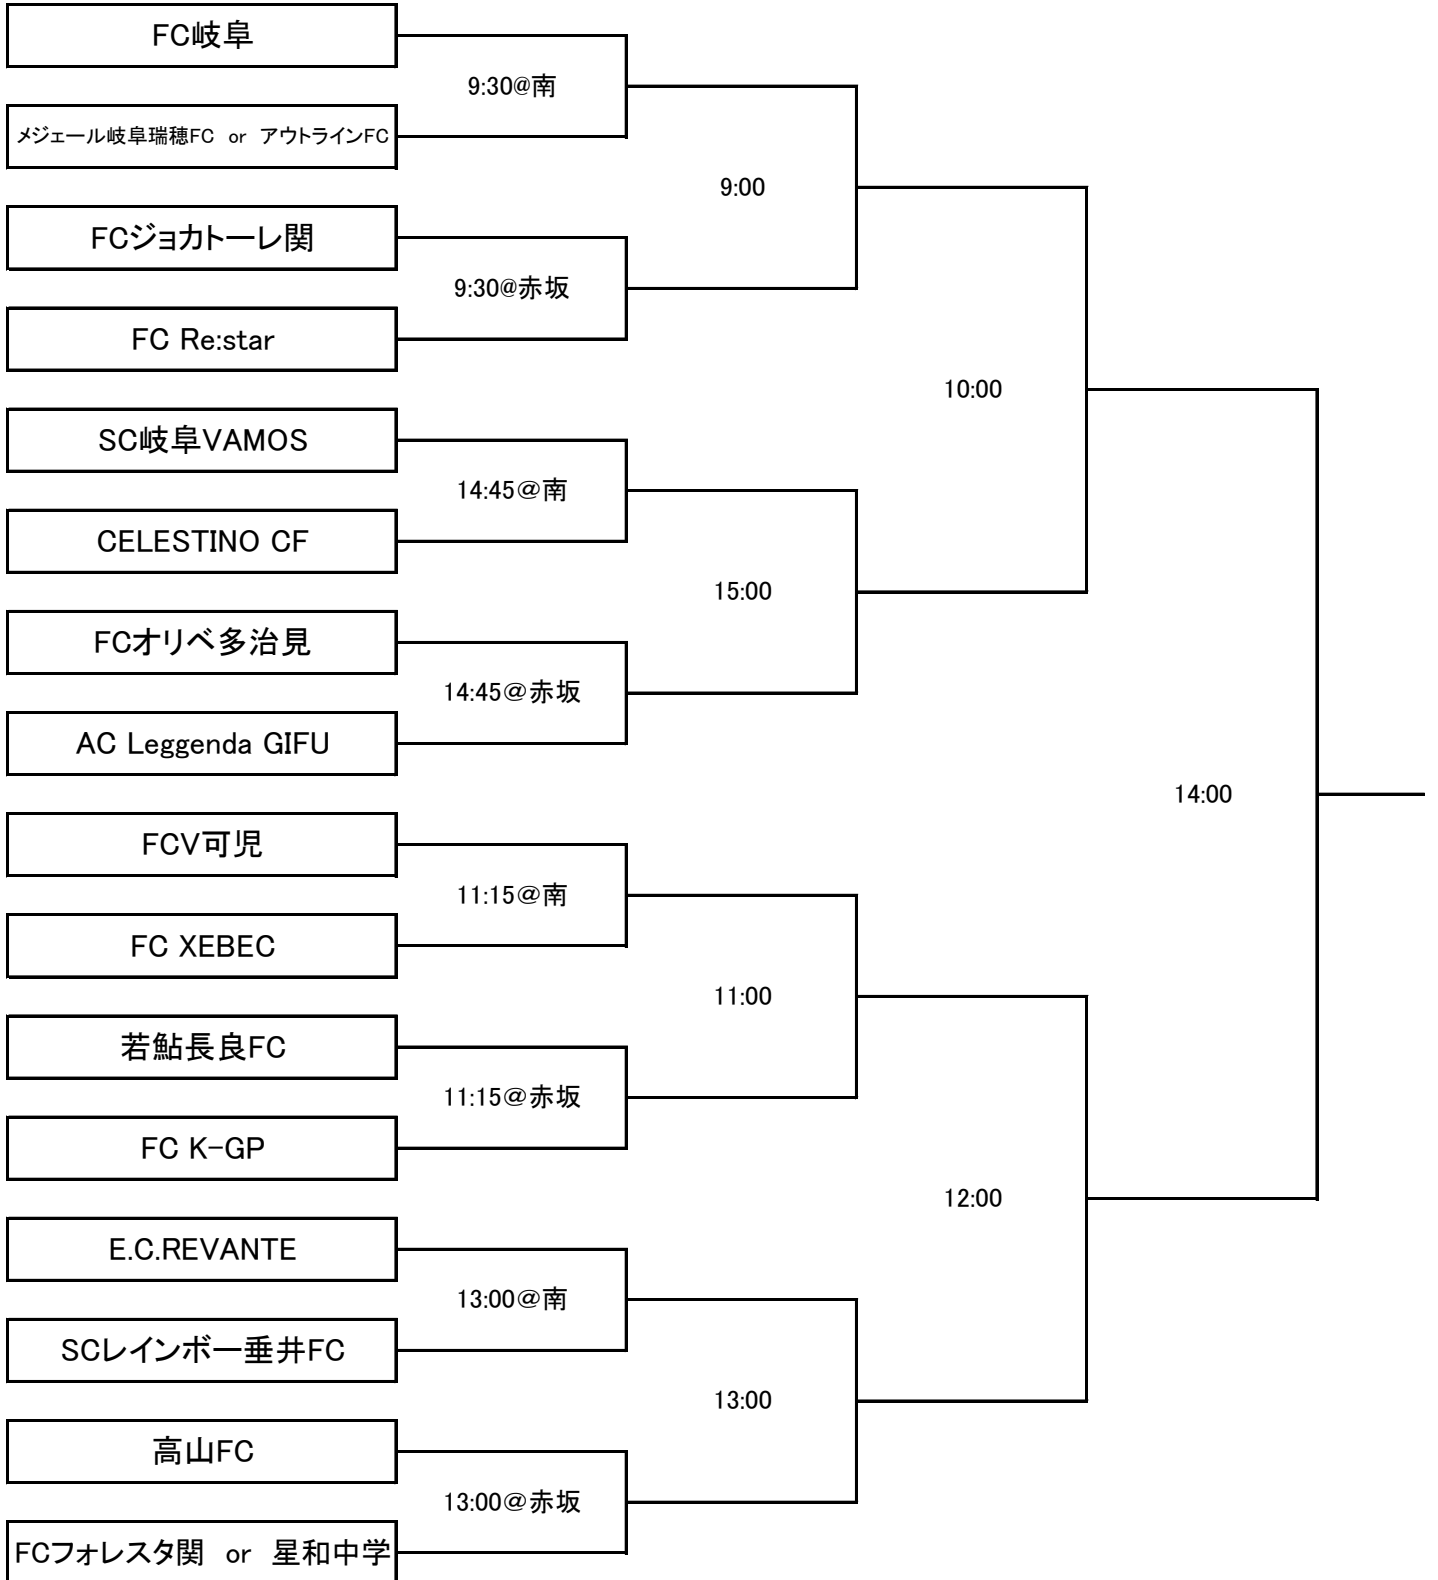 FC岐阜
9:30@南
メジェール岐阜瑞穂FC　or　アウトラインFC
9:00
FCジョカトーレ関
9:30@赤坂
FC Re:star
10:00
SC岐阜VAMOS
14:45＠南
CELESTINO CF
15:00
FCオリベ多治見
14:45＠赤坂
AC Leggenda GIFU
14:00
FCV可児
11:15＠南
FC XEBEC
11:00
若鮎長良FC
11:15＠赤坂
FC K-GP
12:00
E.C.REVANTE
13:00＠南
SCレインボー垂井FC
13:00
高山FC
13:00＠赤坂
FCフォレスタ関　or　星和中学